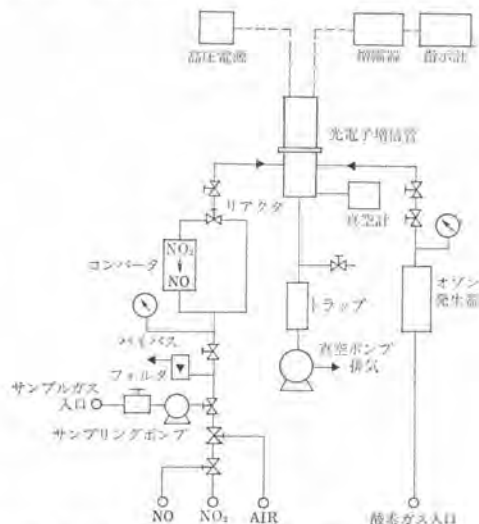 高圧電源
増幅器
指示計
光電子増倍管
リアクタ
真空計
NO₂
NO
コンバータ
オゾン
発生器
トラップ
バイパス
フィルタ
真空ポンプ
排気
サンプルガス
入口
サンプリングポンプ
NO
NO₂
AIR
酸素ガス入口